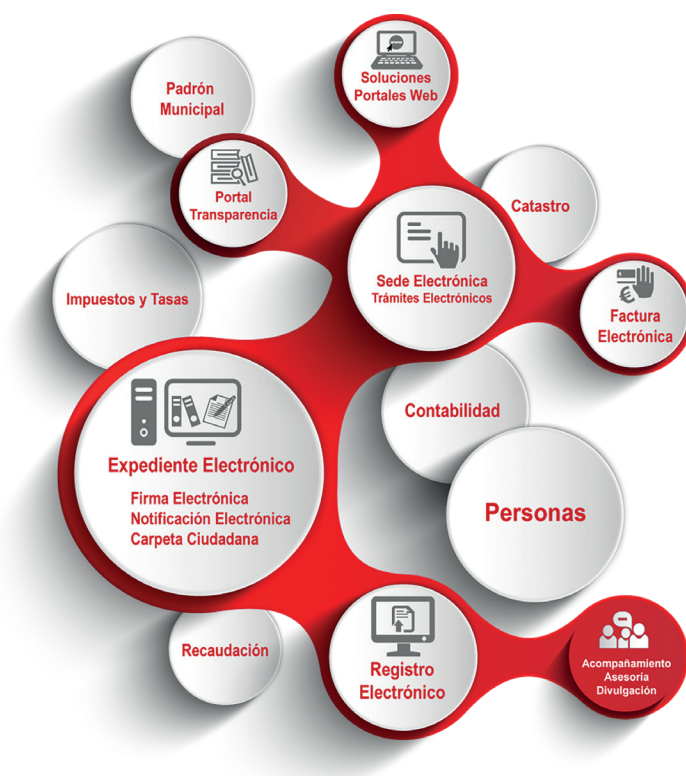 Soluciones
Portales Web
Padrón
Municipal
Portal
Transparencia
Catastro
Sede Electrónica
Trámites Electrónicos
Impuestos y Tasas
Factura
Electrónica
Contabilidad
Expediente Electrónico
Firma Electrónica
Notificación Electrónica
Carpeta Ciudadana
Personas
Recaudación
Registro
Electrónico
Acompañamiento
Asesoría
Divulgación